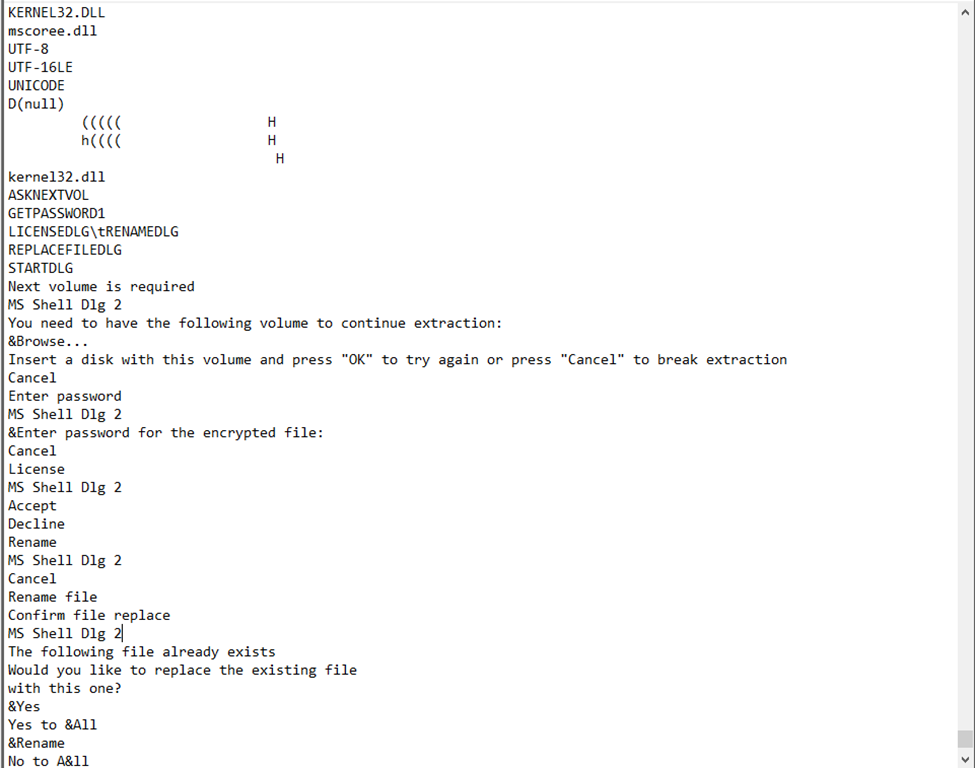 KERNEL32.DLL
mscoree.dll
UTF-8
UTF-16LE
UNICODE
D(null)
         (((((                  H
         h((((                  H
                                 H
kernel32.dll
ASKNEXTVOL
GETPASSWORD1
LICENSEDLG\tRENAMEDLG
REPLACEFILEDLG
STARTDLG
Next volume is required
MS Shell Dlg 2
You need to have the following volume to continue extraction:
&Browse...
Insert a disk with this volume and press "OK" to try again or press "Cancel" to break extraction
Cancel
Enter password
MS Shell Dlg 2
&Enter password for the encrypted file:
Cancel
License
MS Shell Dlg 2
Accept
Decline
Rename
MS Shell Dlg 2
Cancel
Rename file
Confirm file replace
MS Shell Dlg 2
The following file already exists
Would you like to replace the existing file
with this one?
&Yes
Yes to &All
&Rename
No to A&ll